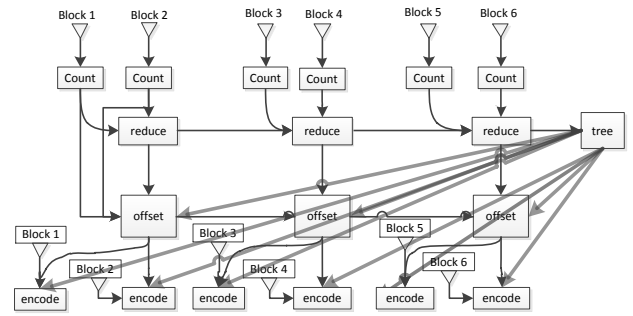 Block 1
Block 2
Block 3
Block 4
Block 5
Block 6
Count
Count
Count
Count
Count
Count
reduce
reduce
reduce
tree
offset
offset
offset
Block 1
Block 3
Block 5
Block 2
Block 4
Block 6
encode
encode
encode
encode
encode
encode